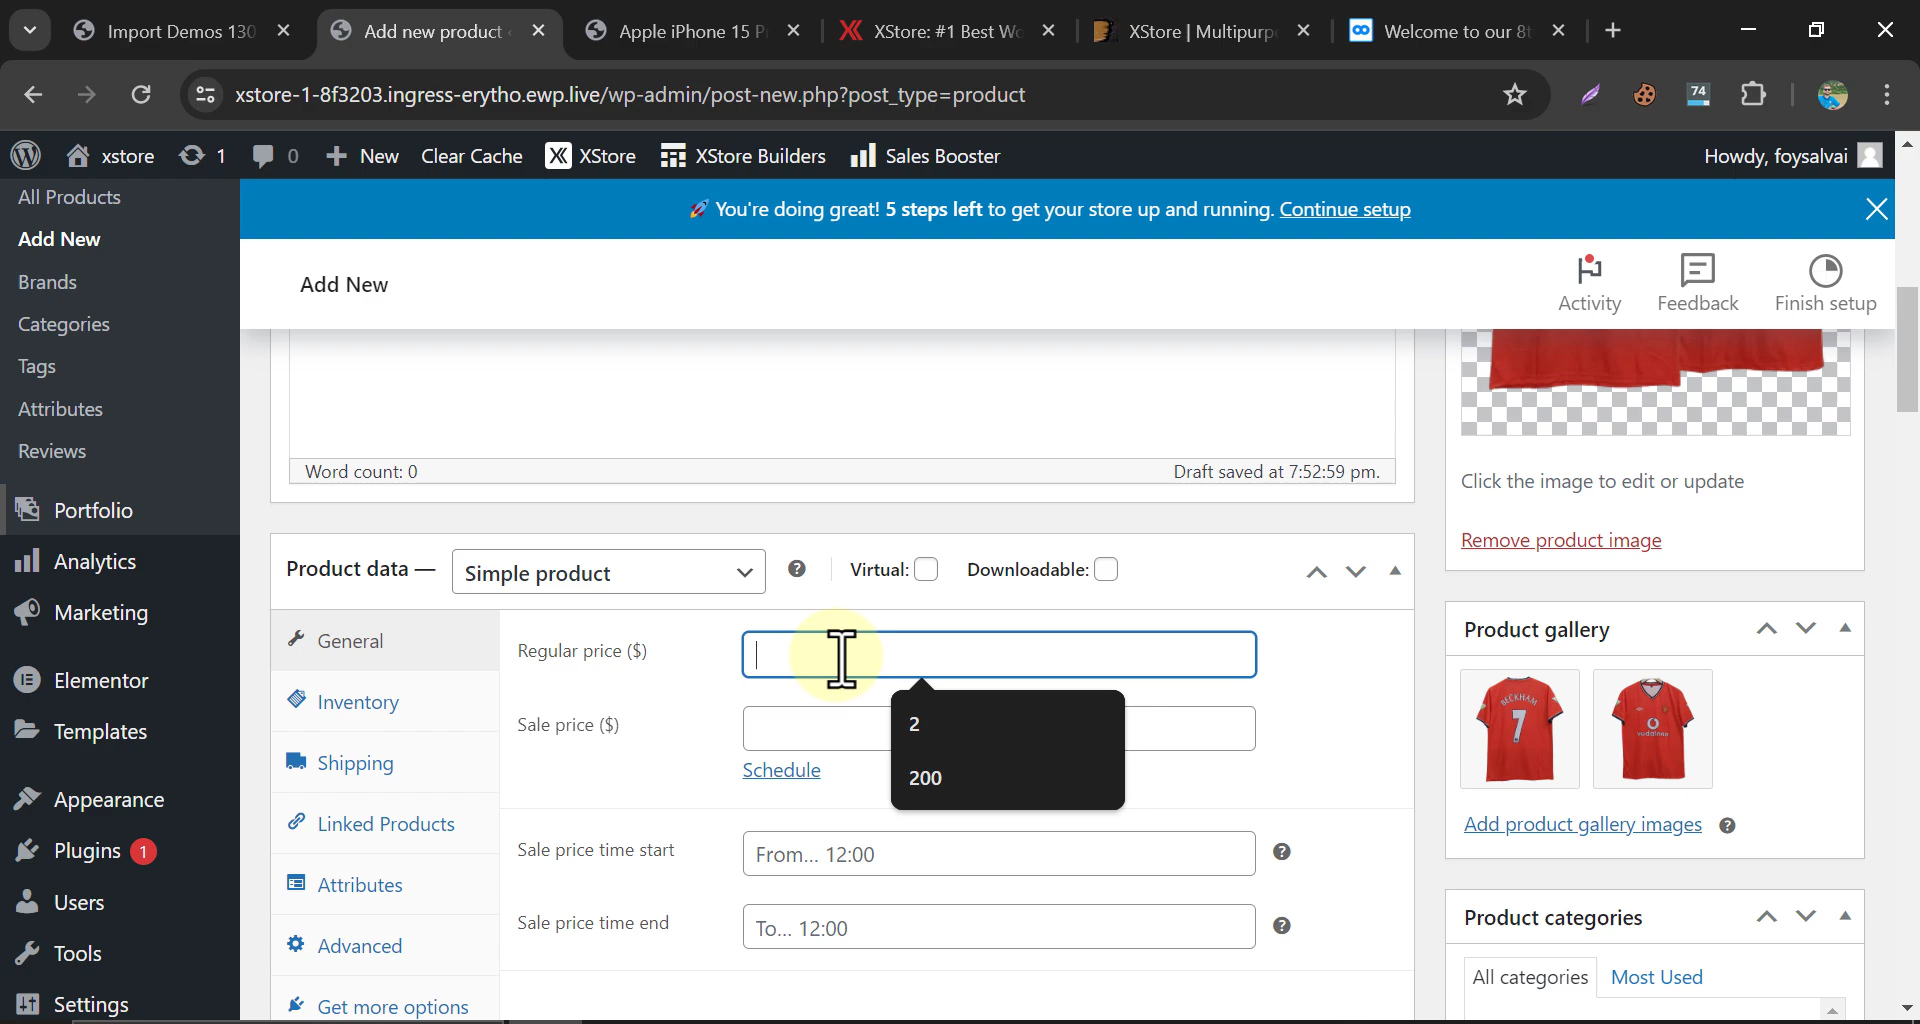 Import Demos 130
Add new product
Apple iPhone 15 P
XStore: #1 Best Wo
XStore | Multipurp
Welcome to our 8t
xstore-1-8f3203.ingress-erytho.ewp.live/wp-admin/post-new.php?post_type=product
74
xstore
1
0
New
Clear Cache
XStore
XStore Builders
Sales Booster
Howdy, foysalvai
All Products
Add New
Brands
Categories
Tags
Attributes
Reviews
Portfolio
Analytics
Marketing
Elementor
Templates
Appearance
Plugins 1
Users
Tools
Settings
🚀 You're doing great! 5 steps left to get your store up and running. Continue setup
Add New
Activity
Feedback
Finish setup
Word count: 0
Draft saved at 7:52:59 pm.
Product data — Simple product
Virtual:
Downloadable:
General
Inventory
Shipping
Linked Products
Attributes
Advanced
Get more options
Regular price ($)
2
200
Sale price ($)
Schedule
Sale price time start
From... 12:00
Sale price time end
To... 12:00
Click the image to edit or update
Remove product image
Product gallery
BECKHAM
7
vodafone
Add product gallery images
Product categories
All categories
Most Used